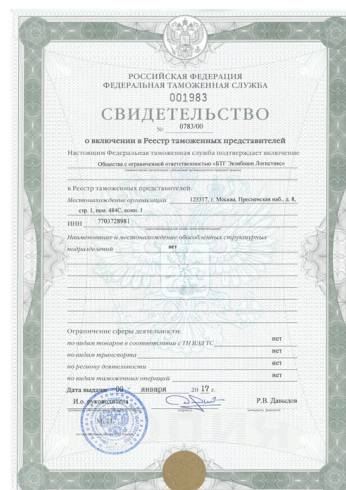 РОССИЙСКАЯ ФЕДЕРАЦИЯ
ФЕДЕРАЛЬНАЯ ТАМОЖЕННАЯ СЛУЖБА
001983
СВИДЕТЕЛЬСТВО
№ 0783/00
о включении в Реестр таможенных представителей
Настоящим Федеральная таможенная служба подтверждает включение
Общества с ограниченной ответственностью «БТГ Экзибишн Логистикс»
в Реестр таможенных представителей.
Местонахождение организации 123317, г. Москва, Пресненская наб., д. 8,
стр. 1, пом. 484С, комн. 1
ИНН 7703728981
Наименование и местонахождение обособленных структурных
подразделений нет
Ограничение сферы деятельности:
по видам товаров в соответствии с ТН ВЭД ТС нет
по видам транспорта нет
по региону деятельности нет
по видам таможенных операций нет
Дата выдачи 09 января 2017 г.
И.о. руководителя Р.В. Давыдов
М.П.